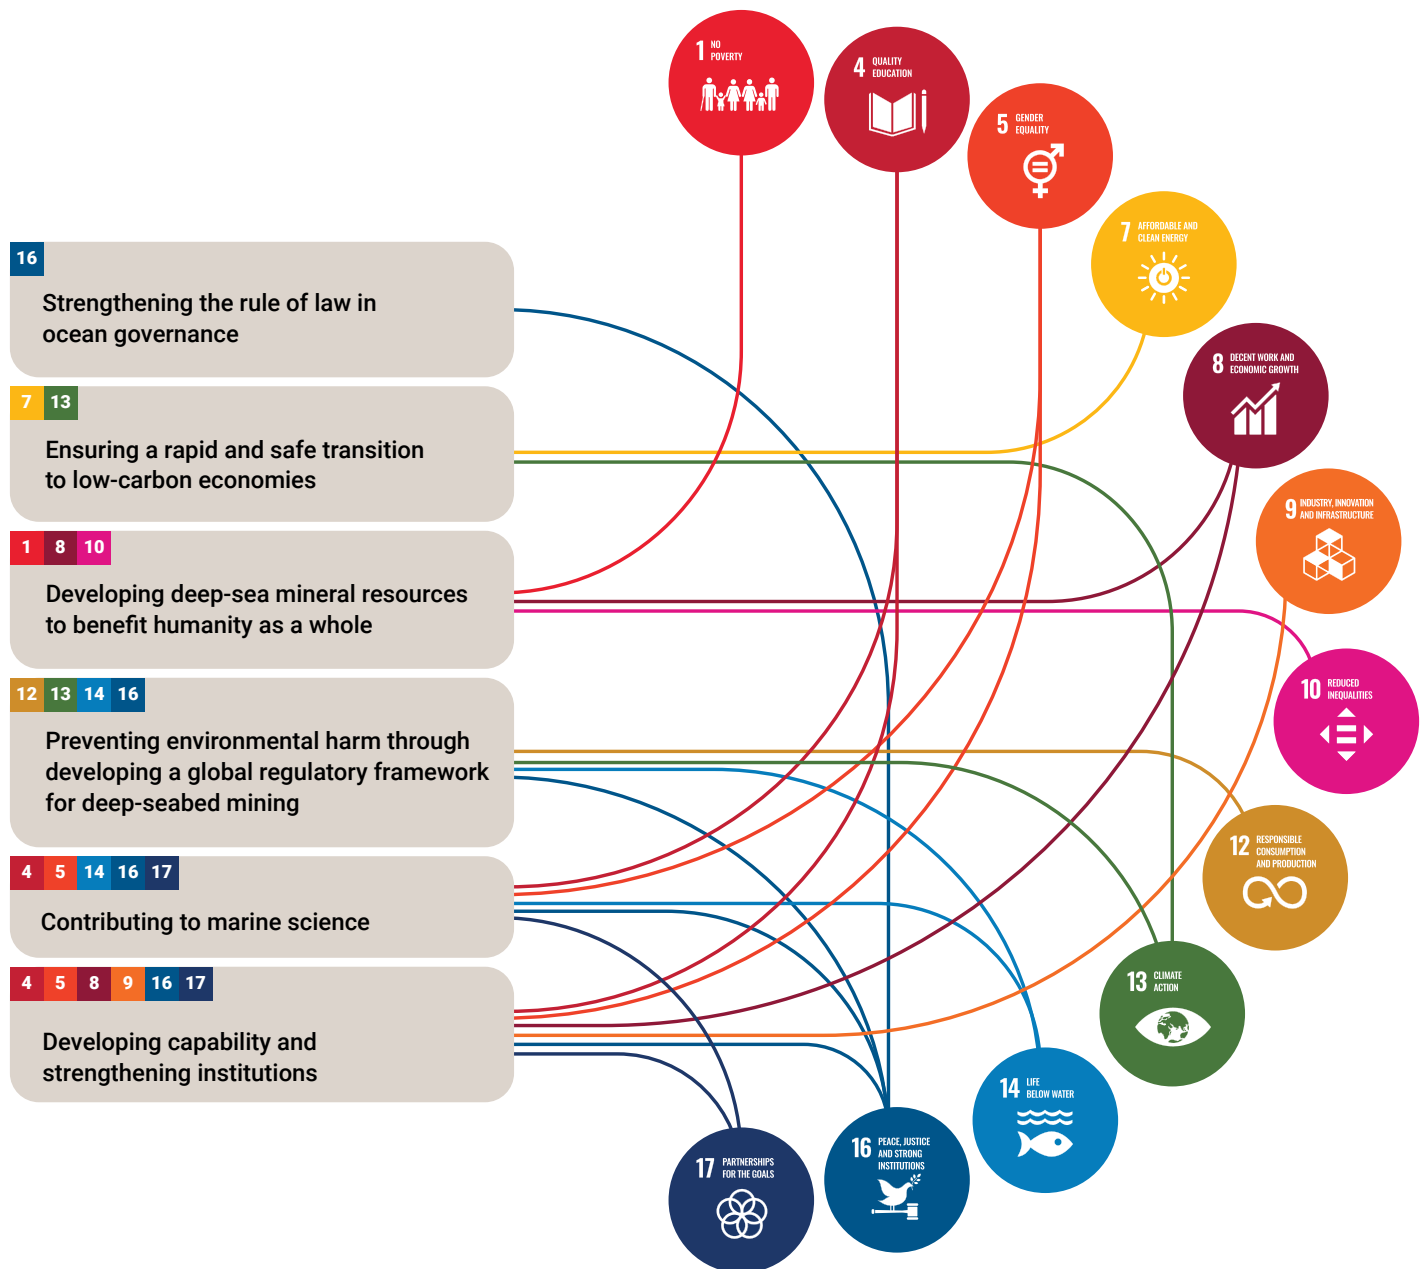 16
Strengthening the rule of law in
ocean governance
7 13
Ensuring a rapid and safe transition
to low-carbon economies
1 8 10
Developing deep-sea mineral resources
to benefit humanity as a whole
12 13 14 16
Preventing environmental harm through
developing a global regulatory framework
for deep-seabed mining
4 5 14 16 17
Contributing to marine science
4 5 8 9 16 17
Developing capability and
strengthening institutions
1 NO
POVERTY
4 QUALITY
EDUCATION
5 GENDER
EQUALITY
7 AFFORDABLE AND
CLEAN ENERGY
8 DECENT WORK AND
ECONOMIC GROWTH
9 INDUSTRY, INNOVATION
AND INFRASTRUCTURE
10 REDUCED
INEQUALITIES
12 RESPONSIBLE
CONSUMPTION
AND PRODUCTION
13 CLIMATE
ACTION
14 LIFE
BELOW WATER
16 PEACE, JUSTICE
AND STRONG
INSTITUTIONS
17 PARTNERSHIPS
FOR THE GOALS